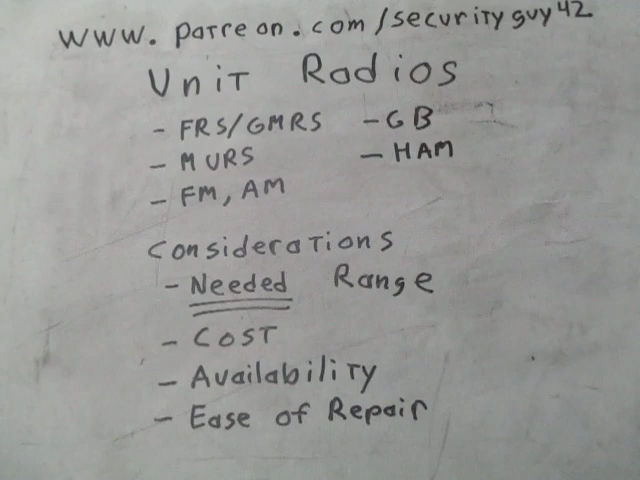 www.patreon.com/securityguy42
Unit Radios
- FRS/GMRS - CB
- MURS - HAM
- FM, AM
Considerations
- Needed Range
- Cost
- Availability
- Ease of Repair